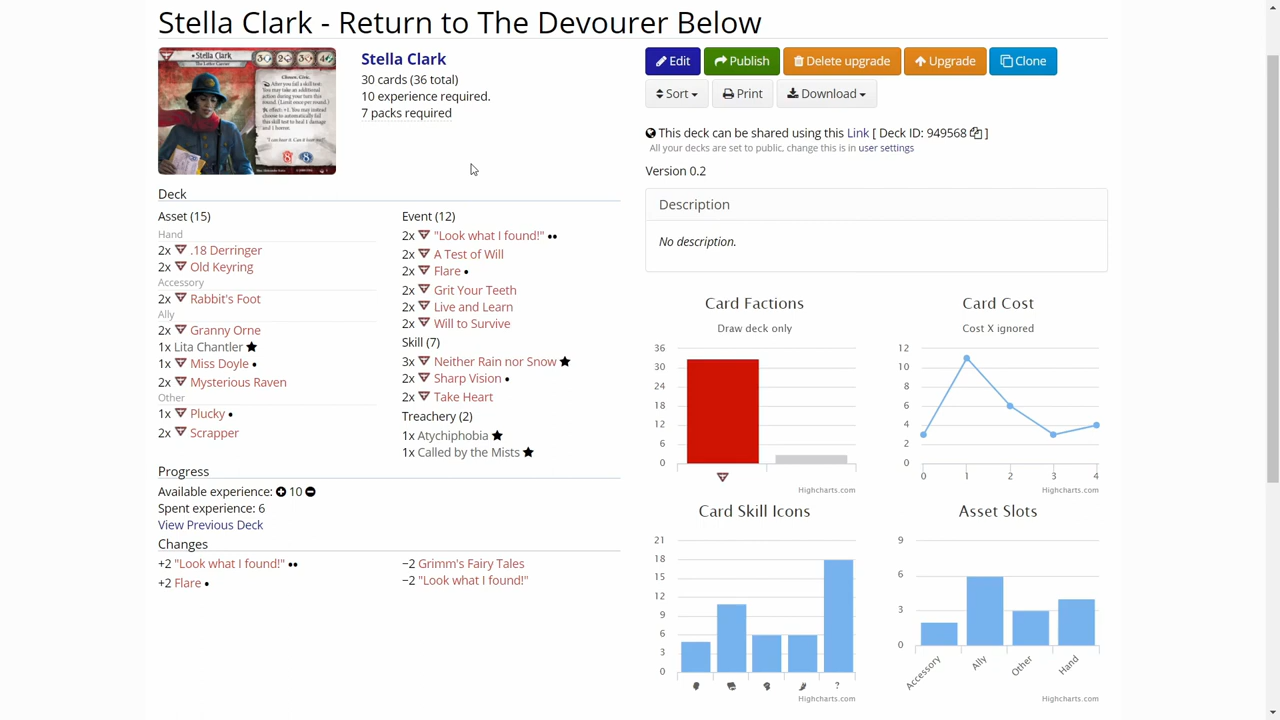 Stella Clark - Return to The Devourer Below
Stella Clark
The Letter Carrier
Chosen. Civic.
Stella Clark
30 cards (36 total)
10 experience required.
7 packs required
Edit
Publish
Delete upgrade
Upgrade
Clone
Sort
Print
Download
This deck can be shared using this Link [ Deck ID: 949568 ]
All your decks are set to public, change this is in user settings
Version 0.2
Description
No description.
Deck
Asset (15)
Hand
2x .18 Derringer
2x Old Keyring
Accessory
2x Rabbit's Foot
Ally
2x Granny Orne
1x Lita Chantler ★
1x Miss Doyle •
2x Mysterious Raven
Other
1x Plucky •
2x Scrapper
Event (12)
2x "Look what I found!" ••
2x A Test of Will
2x Flare •
2x Grit Your Teeth
2x Live and Learn
2x Will to Survive
Skill (7)
3x Neither Rain nor Snow ★
2x Sharp Vision •
2x Take Heart
Treachery (2)
1x Atychiphobia ★
1x Called by the Mists ★
Progress
Available experience: 10
Spent experience: 6
View Previous Deck
Changes
+2 "Look what I found!" ••
+2 Flare •
−2 Grimm's Fairy Tales
−2 "Look what I found!"
Card Factions
Draw deck only
36
30
24
18
12
6
0
Highcharts.com
Card Cost
Cost X ignored
12
10
8
6
4
2
0
0 1 2 3 4
Highcharts.com
Card Skill Icons
21
18
15
12
9
6
3
0
?
Highcharts.com
Asset Slots
9
6
3
0
Accessory
Ally
Other
Hand
Highcharts.com